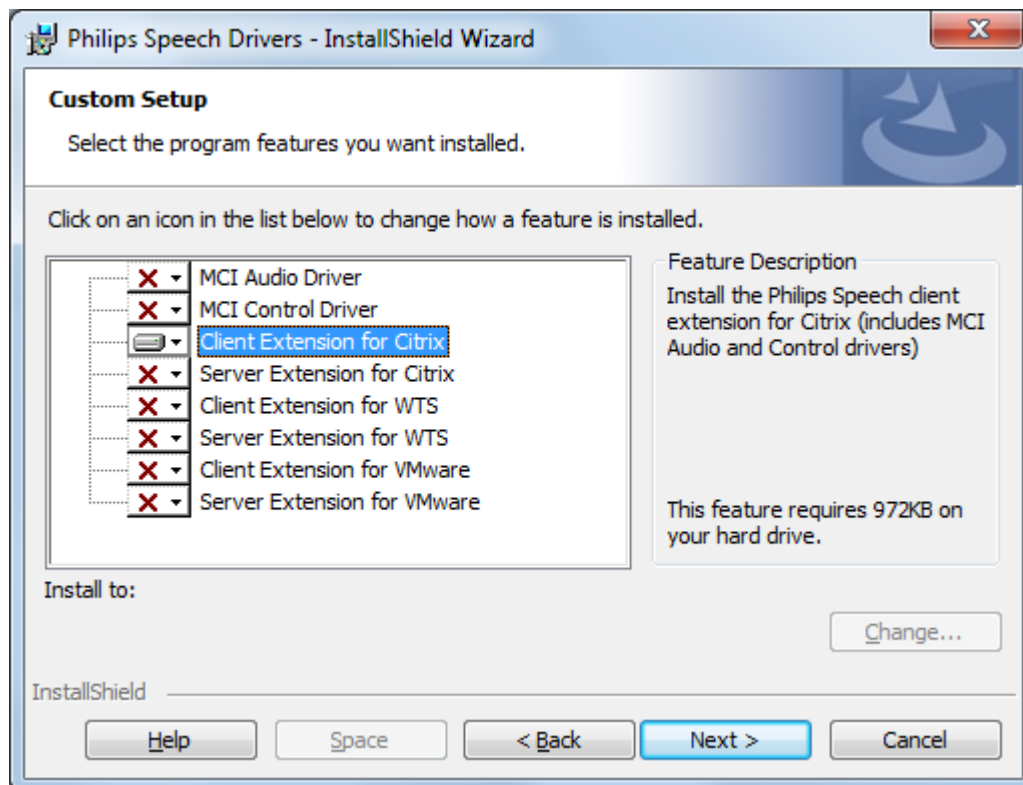 Philips Speech Drivers - InstallShield Wizard
Custom Setup
Select the program features you want installed.
Click on an icon in the list below to change how a feature is installed.
MCI Audio Driver
MCI Control Driver
Client Extension for Citrix
Server Extension for Citrix
Client Extension for WTS
Server Extension for WTS
Client Extension for VMware
Server Extension for VMware
Feature Description
Install the Philips Speech client
extension for Citrix (includes MCI
Audio and Control drivers)
This feature requires 972KB on
your hard drive.
Install to:
Change...
InstallShield
Help
Space
< Back
Next >
Cancel